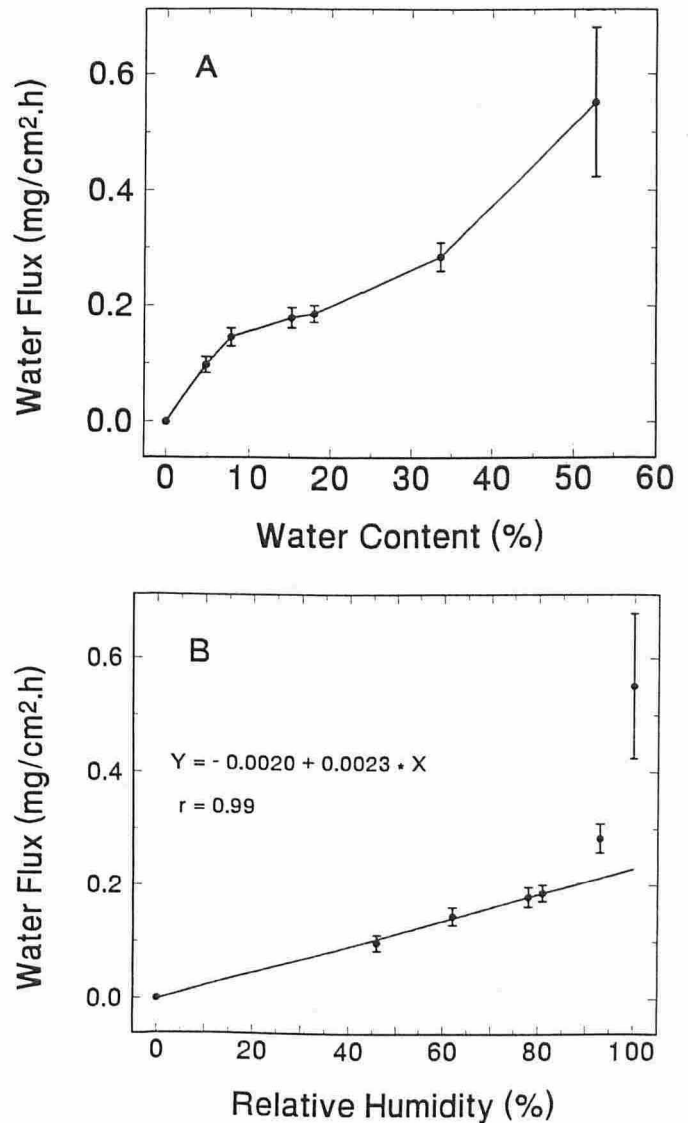 A
Water Flux (mg/cm².h)
0.6
0.4
0.2
0.0
0 10 20 30 40 50 60
Water Content (%)
B
Water Flux (mg/cm².h)
0.6
0.4
0.2
0.0
Y = - 0.0020 + 0.0023 * X
r = 0.99
0 20 40 60 80 100
Relative Humidity (%)